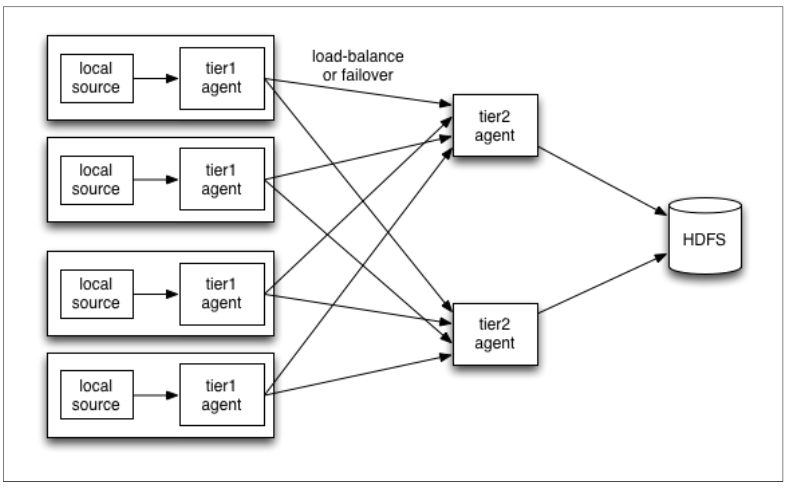 local
source
tier1
agent
load-balance
or failover
tier2
agent
local
source
tier1
agent
HDFS
local
source
tier1
agent
tier2
agent
local
source
tier1
agent